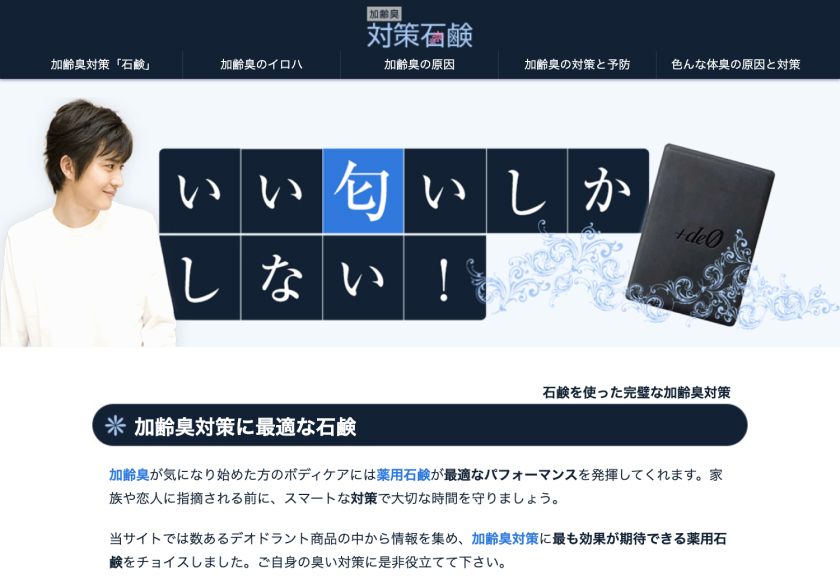 加齢臭
対策石鹸
加齢臭対策「石鹸」
加齢臭のイロハ
加齢臭の原因
加齢臭の対策と予防
色んな体臭の原因と対策
いい匂いしか
しない！
+de0
石鹸を使った完璧な加齢臭対策
加齢臭対策に最適な石鹸
加齢臭が気になり始めた方のボディケアには薬用石鹸が最適なパフォーマンスを発揮してくれます。家
族や恋人に指摘される前に、スマートな対策で大切な時間を守りましょう。
当サイトでは数あるデオドラント商品の中から情報を集め、加齢臭対策に最も効果が期待できる薬用石
鹸をチョイスしました。ご自身の臭い対策に是非役立てて下さい。